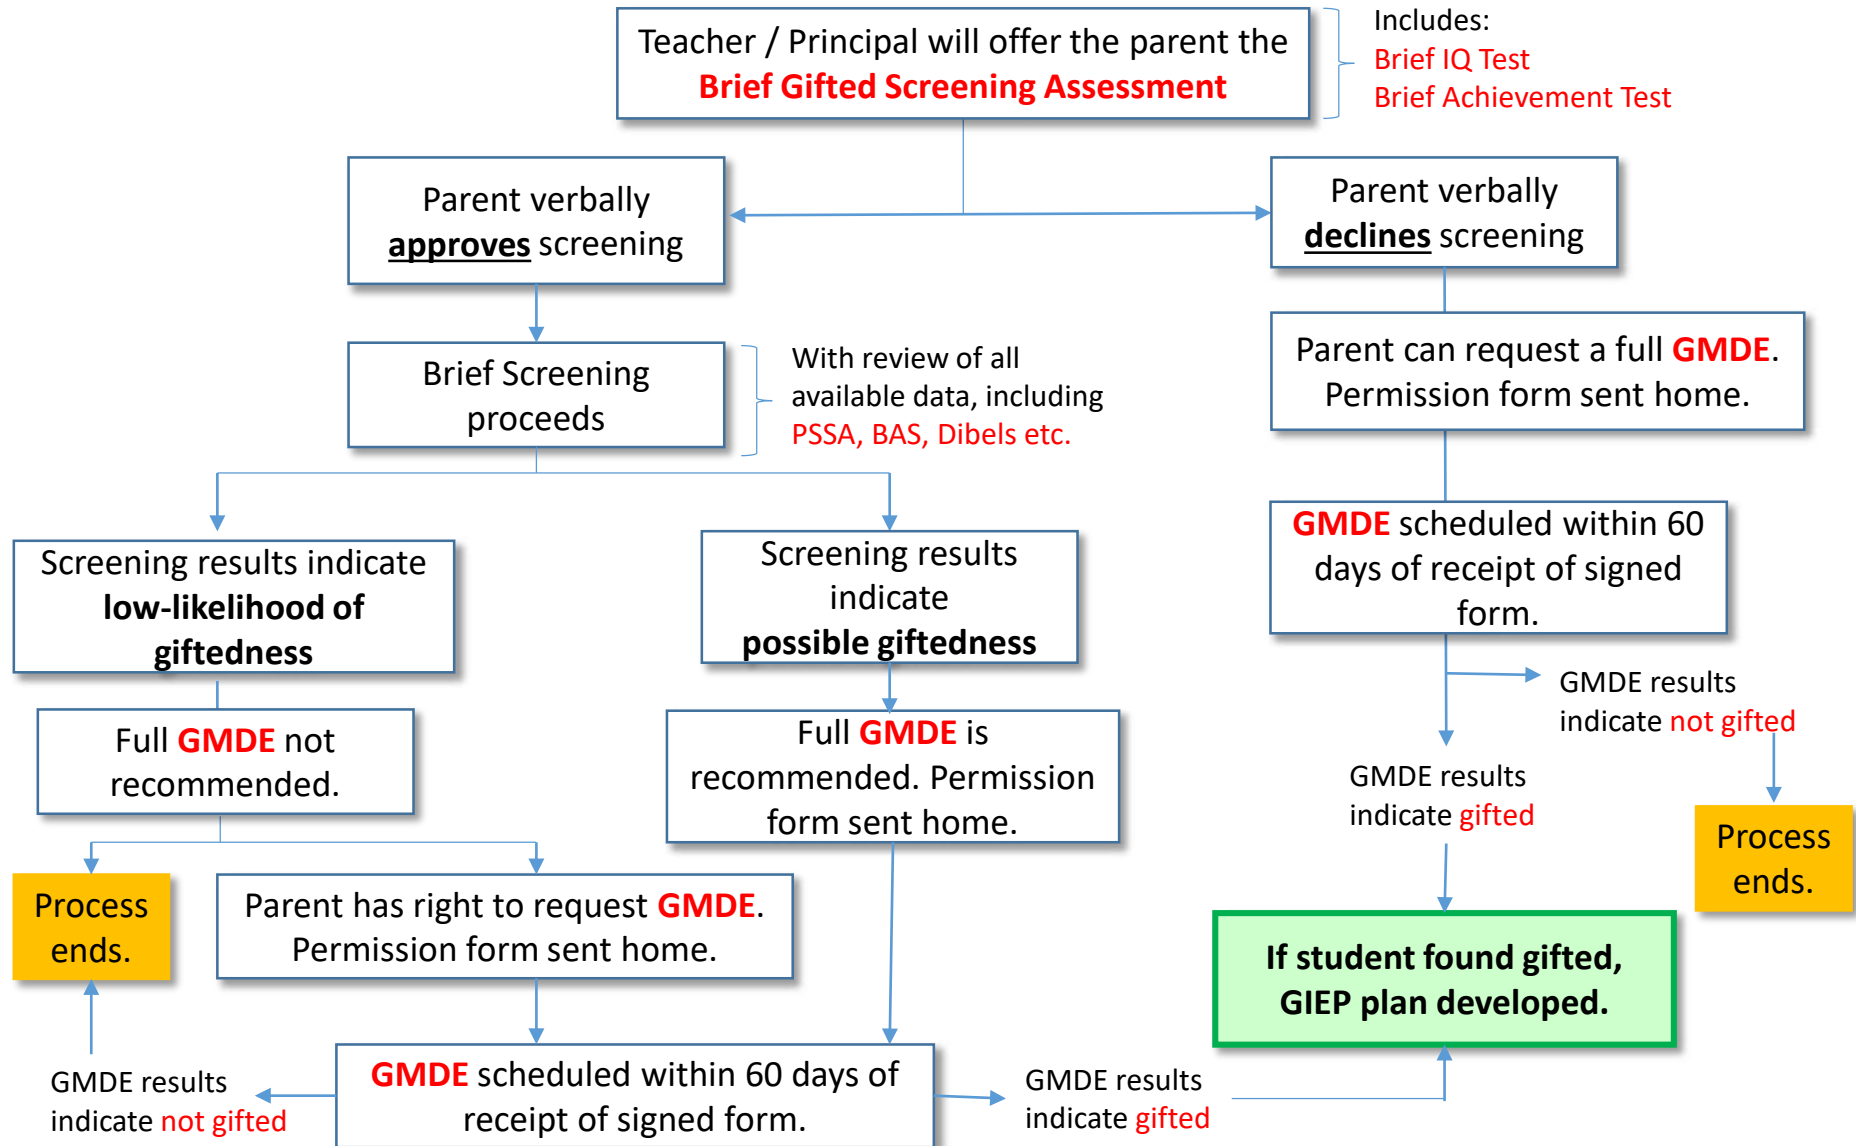 Teacher / Principal will offer the parent the
Brief Gifted Screening Assessment
Includes:
Brief IQ Test
Brief Achievement Test
Parent verbally
approves screening
Parent verbally
declines screening
Brief Screening
proceeds
With review of all
available data, including
PSSA, BAS, Dibels etc.
Parent can request a full GMDE.
Permission form sent home.
Screening results indicate
low-likelihood of
giftedness
Screening results
indicate
possible giftedness
GMDE scheduled within 60
days of receipt of signed
form.
Full GMDE not
recommended.
Full GMDE is
recommended. Permission
form sent home.
GMDE results
indicate not gifted
GMDE results
indicate gifted
Process
ends.
Process
ends.
Parent has right to request GMDE.
Permission form sent home.
If student found gifted,
GIEP plan developed.
GMDE results
indicate not gifted
GMDE scheduled within 60 days of
receipt of signed form.
GMDE results
indicate gifted